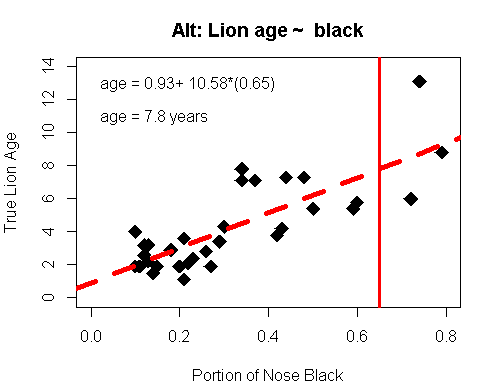 Alt: Lion age ~ black
age = 0.93+ 10.58*(0.65)
age = 7.8 years
True Lion Age
14
12
10
8
6
4
2
0
0.0 0.2 0.4 0.6 0.8
Portion of Nose Black